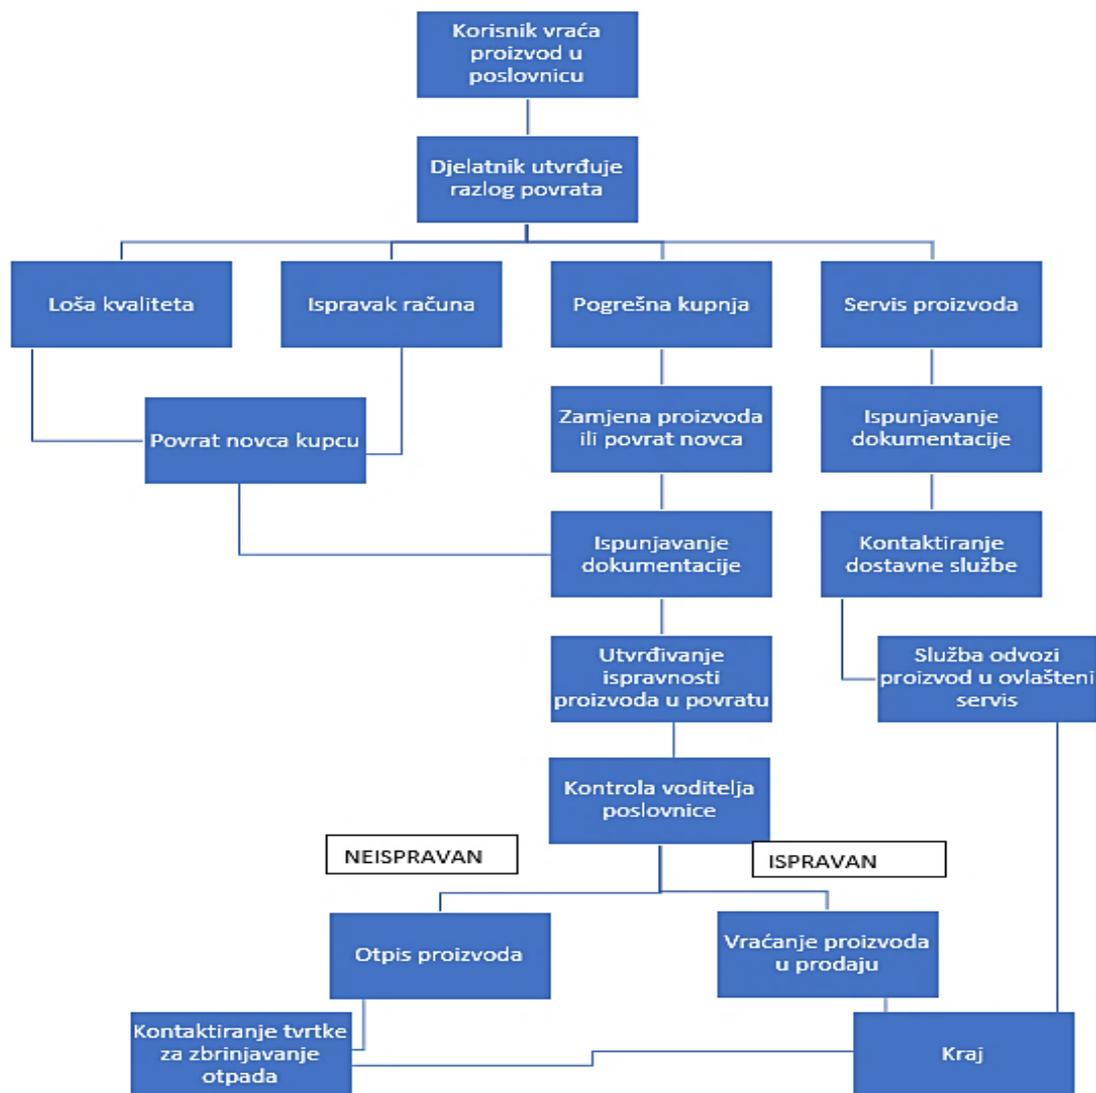 Korisnik vraća
proizvod u
poslovnicu
Djelatnik utvrđuje
razlog povrata
Loša kvaliteta
Ispravak računa
Pogrešna kupnja
Servis proizvoda
Povrat novca kupcu
Zamjena proizvoda
ili povrat novca
Ispunjavanje
dokumentacije
Ispunjavanje
dokumentacije
Kontaktiranje
dostavne službe
Utvrđivanje
ispravnosti
proizvoda u povratu
Služba odvozi
proizvod u ovlašteni
servis
Kontrola voditelja
poslovnice
NEISPRAVAN
ISPRAVAN
Otpis proizvoda
Vraćanje proizvoda
u prodaju
Kontaktiranje tvrtke
za zbrinjavanje
otpada
Kraj